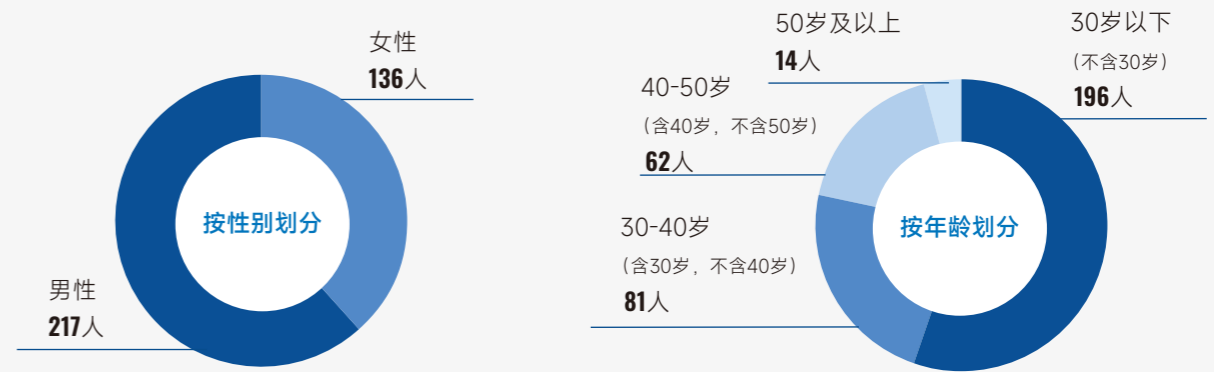 女性
136人
按性别划分
男性
217人
50岁及以上
14人
30岁以下
（不含30岁）
196人
40-50岁
（含40岁，不含50岁）
62人
按年龄划分
30-40岁
（含30岁，不含40岁）
81人